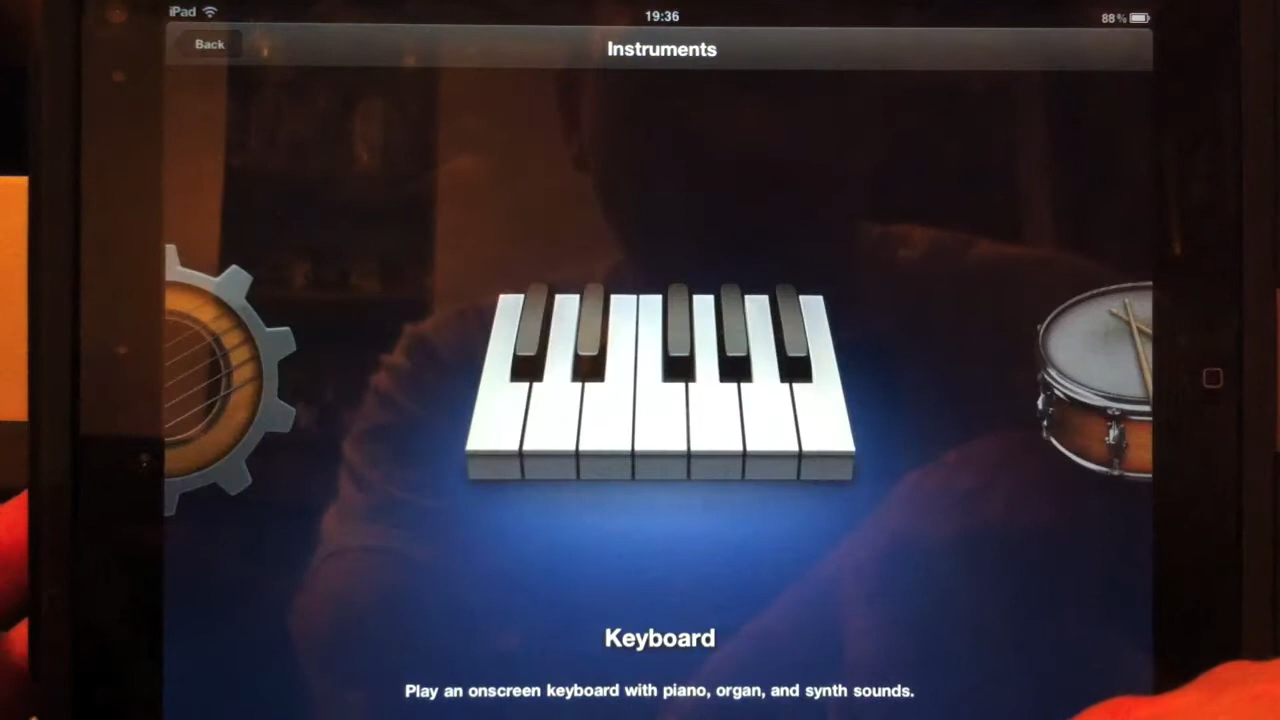 iPad
19:36
88%
Back
Instruments
Keyboard
Play an onscreen keyboard with piano, organ, and synth sounds.